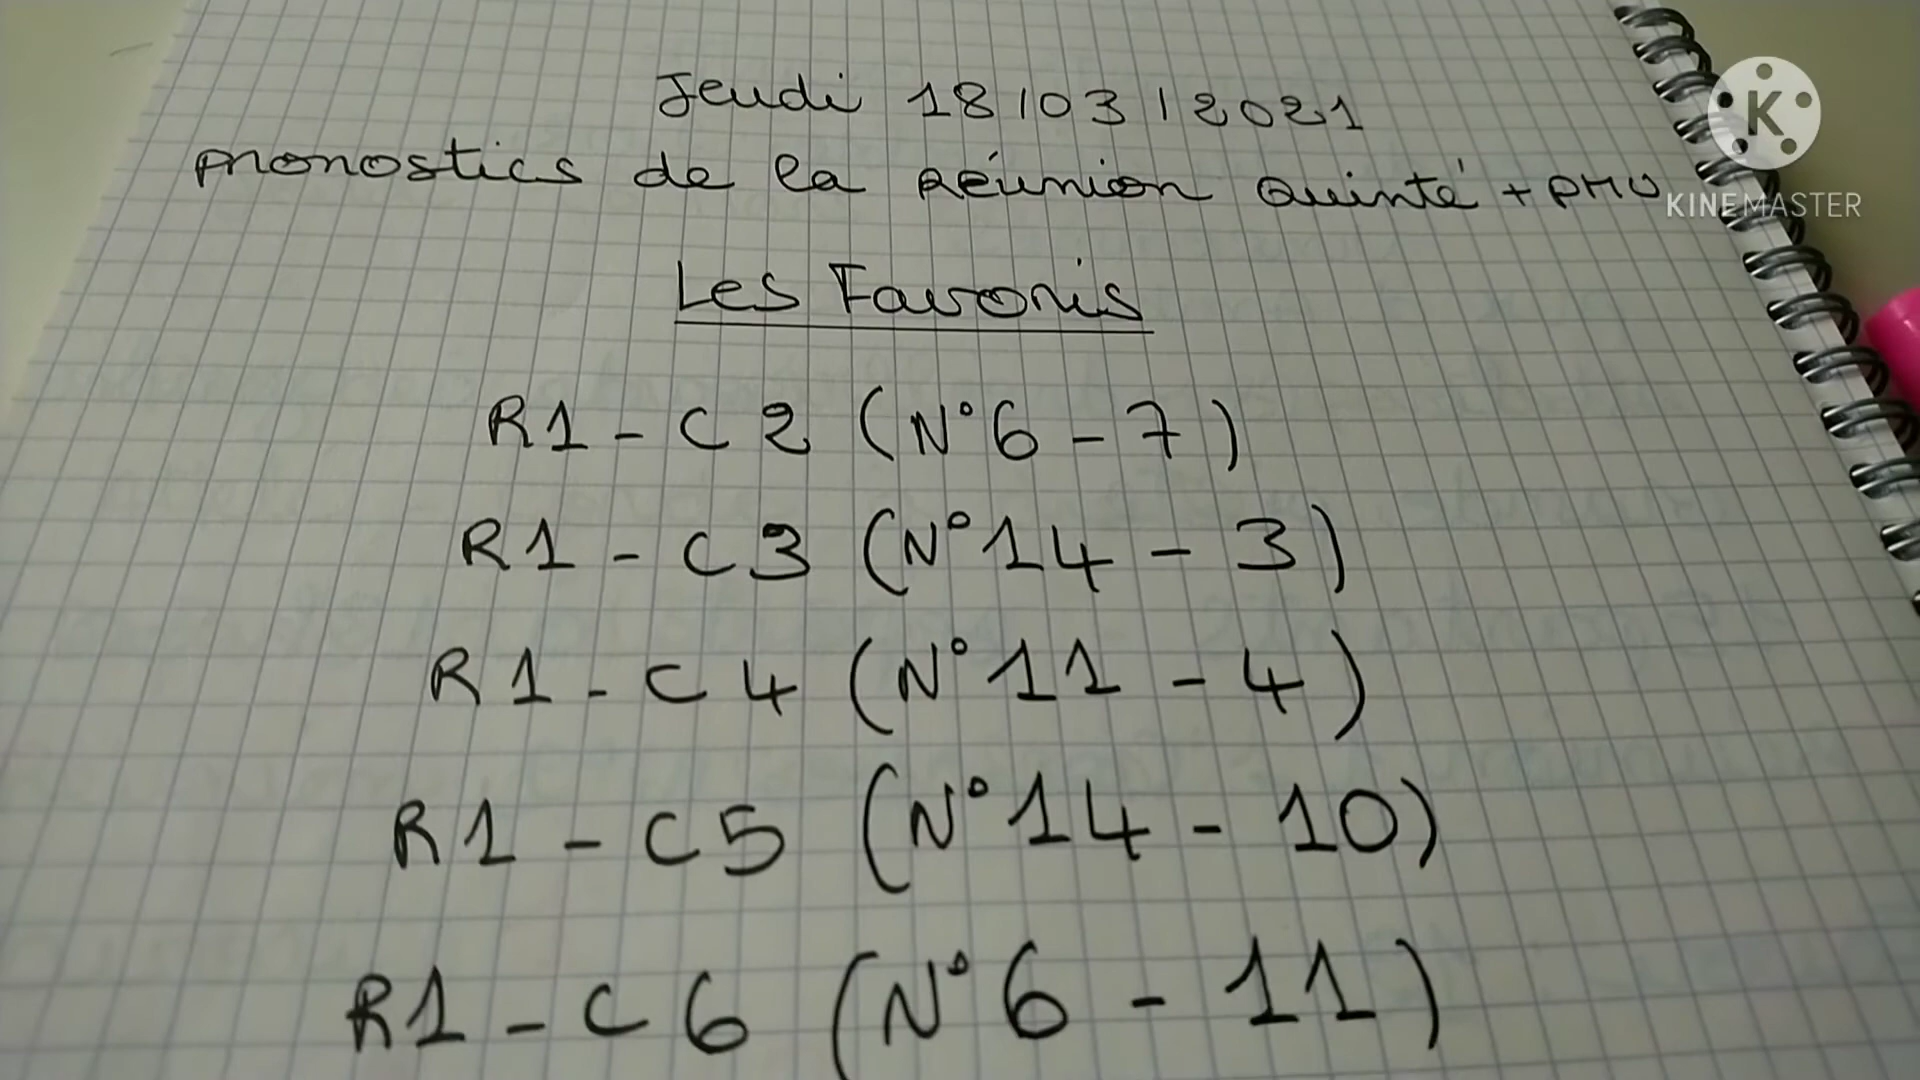 Jeudi 18/03/2021
pronostics de la Réunion Quinté + PMU
Les Favoris
R1 - C2 (N°6 - 7)
R1 - C3 (N°14 - 3)
R1 - C4 (N°11 - 4)
R1 - C5 (N°14 - 10)
R1 - C6 (N°6 - 11)
K
KINEMASTER